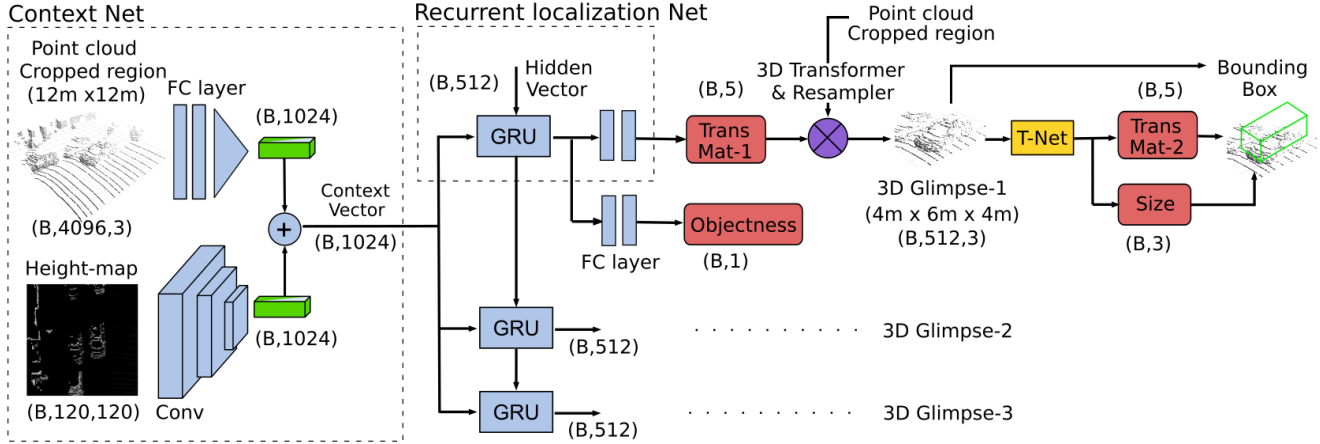 Context Net
Point cloud
Cropped region
(12m x12m)
FC layer
(B,1024)
(B,4096,3)
Height-map
(B,120,120)
Conv
(B,1024)
+
Context
Vector
(B,1024)
Recurrent localization Net
(B,512)
Hidden
Vector
GRU
FC layer
(B,5)
Trans
Mat-1
Objectness
(B,1)
Point cloud
Cropped region
3D Transformer
& Resampler
3D Glimpse-1
(4m x 6m x 4m)
(B,512,3)
T-Net
(B,5)
Trans
Mat-2
Size
(B,3)
Bounding
Box
GRU
(B,512)
. . . . . . . . . . 3D Glimpse-2
GRU
(B,512)
. . . . . . . . . . 3D Glimpse-3